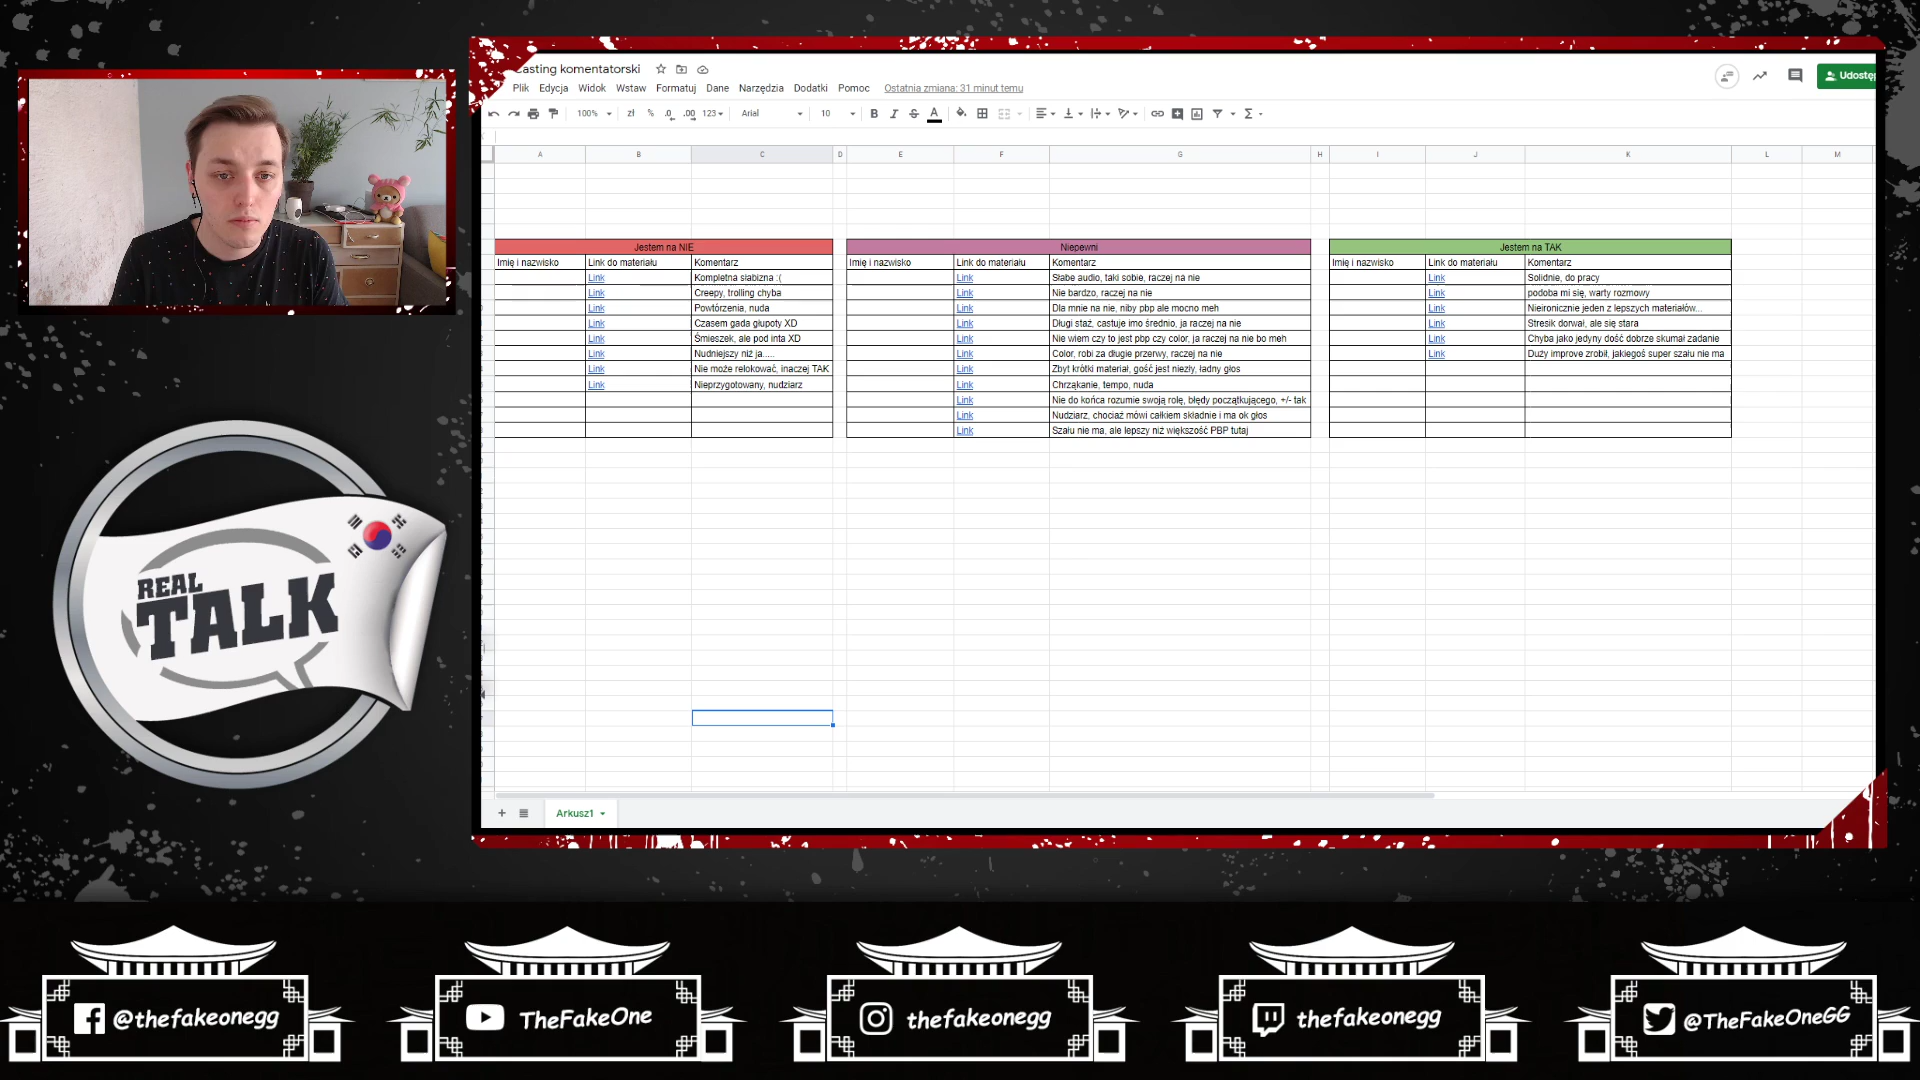 Casting komentatorski
Plik Edycja Widok Wstaw Formatuj Dane Narzędzia Dodatki Pomoc Ostatnia zmiana: 31 minut temu
Udostęp
100% zł % .0 .00 123 Arial 10 B I S A
A B C D E F G H I J K L M
Jestem na NIE
Imię i nazwisko Link do materiału Komentarz
Link Kompletna słabizna :(
Link Creepy, trolling chyba
Link Powtórzenia, nuda
Link Czasem gada głupoty XD
Link Śmieszek, ale pod inta XD
Link Nudniejszy niż ja.....
Link Nie może relokować, inaczej TAK
Link Nieprzygotowany, nudziarz
Niepewni
Imię i nazwisko Link do materiału Komentarz
Link Słabe audio, taki sobie, raczej na nie
Link Nie bardzo, raczej na nie
Link Dla mnie na nie, niby pbp ale mocno meh
Link Długi staż, castuje imo średnio, ja raczej na nie
Link Nie wiem czy to jest pbp czy color, ja raczej na nie bo meh
Link Color, robi za długie przerwy, raczej na nie
Link Zbyt krótki materiał, gość jest niezły, ładny głos
Link Chrząkanie, tempo, nuda
Link Nie do końca rozumie swoją rolę, błędy początkującego, +/- tak
Link Nudziarz, chociaż mówi całkiem składnie i ma ok głos
Link Szału nie ma, ale lepszy niż większość PBP tutaj
Jestem na TAK
Imię i nazwisko Link do materiału Komentarz
Link Solidnie, do pracy
Link podoba mi się, warty rozmowy
Link Nieironicznie jeden z lepszych materiałów...
Link Stresik dorwał, ale się stara
Link Chyba jako jedyny dość dobrze skumał zadanie
Link Duży improve zrobił, jakiegoś super szału nie ma
Arkusz1
REAL
TALK
@thefakeonegg
TheFakeOne
thefakeonegg
thefakeonegg
@TheFakeOneGG